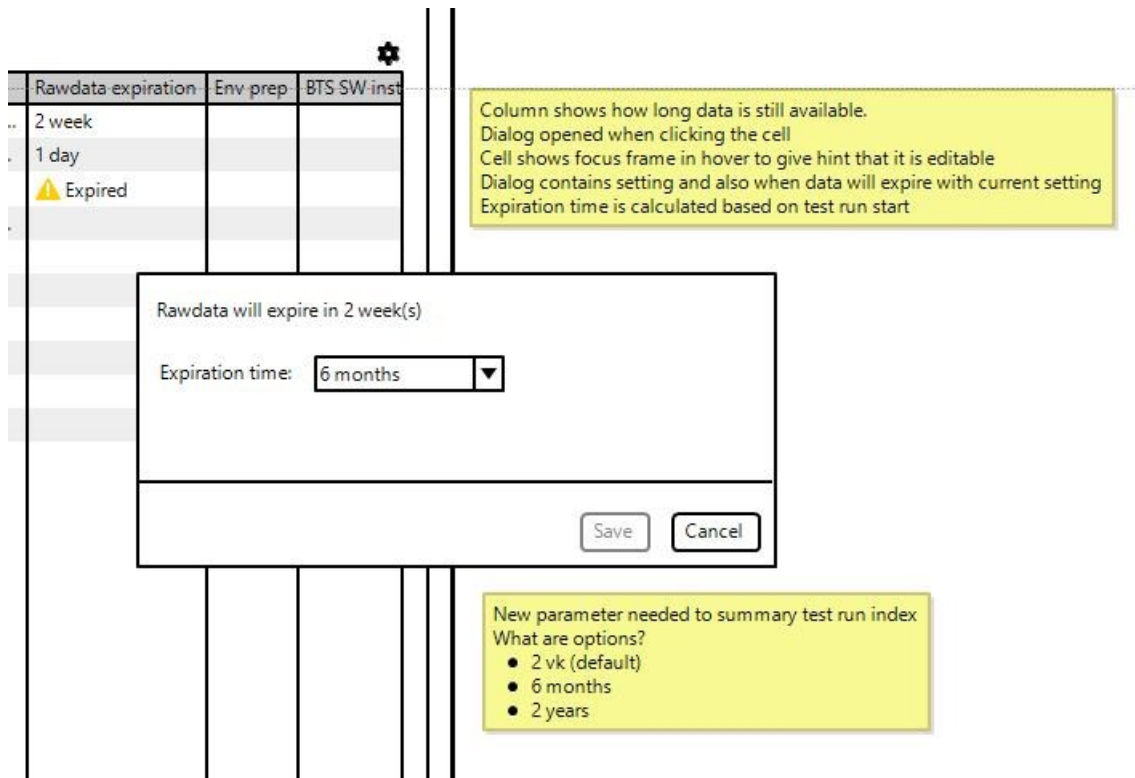 Rawdata expiration Env prep BTS SW inst
.. 2 week
. 1 day
Expired
.
Column shows how long data is still available.
Dialog opened when clicking the cell
Cell shows focus frame in hover to give hint that it is editable
Dialog contains setting and also when data will expire with current setting
Expiration time is calculated based on test run start
Rawdata will expire in 2 week(s)
Expiration time: 6 months
Save Cancel
New parameter needed to summary test run index
What are options?
● 2 vk (default)
● 6 months
● 2 years